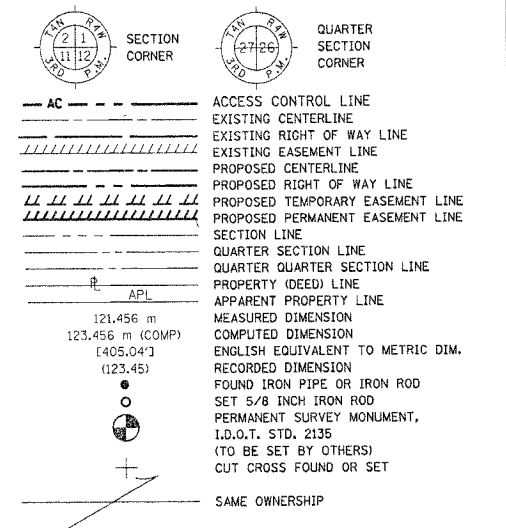 T4N R4W
2 1
11 12
3RD P.M.
SECTION
CORNER
T4N R4W
27 26
3RD P.M.
QUARTER
SECTION
CORNER
AC ACCESS CONTROL LINE
EXISTING CENTERLINE
EXISTING RIGHT OF WAY LINE
EXISTING EASEMENT LINE
PROPOSED CENTERLINE
PROPOSED RIGHT OF WAY LINE
PROPOSED TEMPORARY EASEMENT LINE
PROPOSED PERMANENT EASEMENT LINE
SECTION LINE
QUARTER SECTION LINE
QUARTER QUARTER SECTION LINE
PL PROPERTY (DEED) LINE
APL APPARENT PROPERTY LINE
121.456 m MEASURED DIMENSION
123.456 m (COMP) COMPUTED DIMENSION
[405.04'] ENGLISH EQUIVALENT TO METRIC DIM.
(123.45) RECORDED DIMENSION
FOUND IRON PIPE OR IRON ROD
SET 5/8 INCH IRON ROD
PERMANENT SURVEY MONUMENT,
I.D.O.T. STD. 2135
(TO BE SET BY OTHERS)
CUT CROSS FOUND OR SET
SAME OWNERSHIP